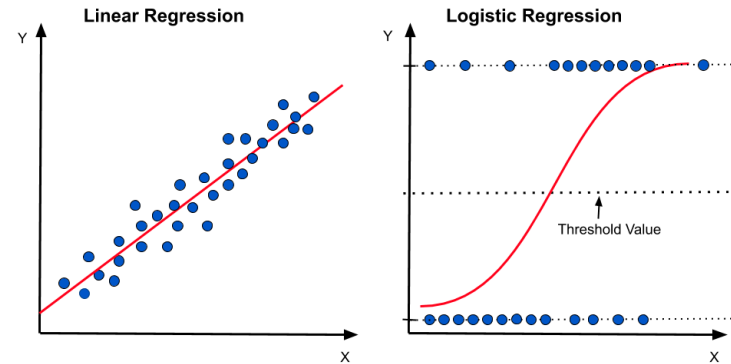 Linear Regression
Y
X
Logistic Regression
Y
Threshold Value
X